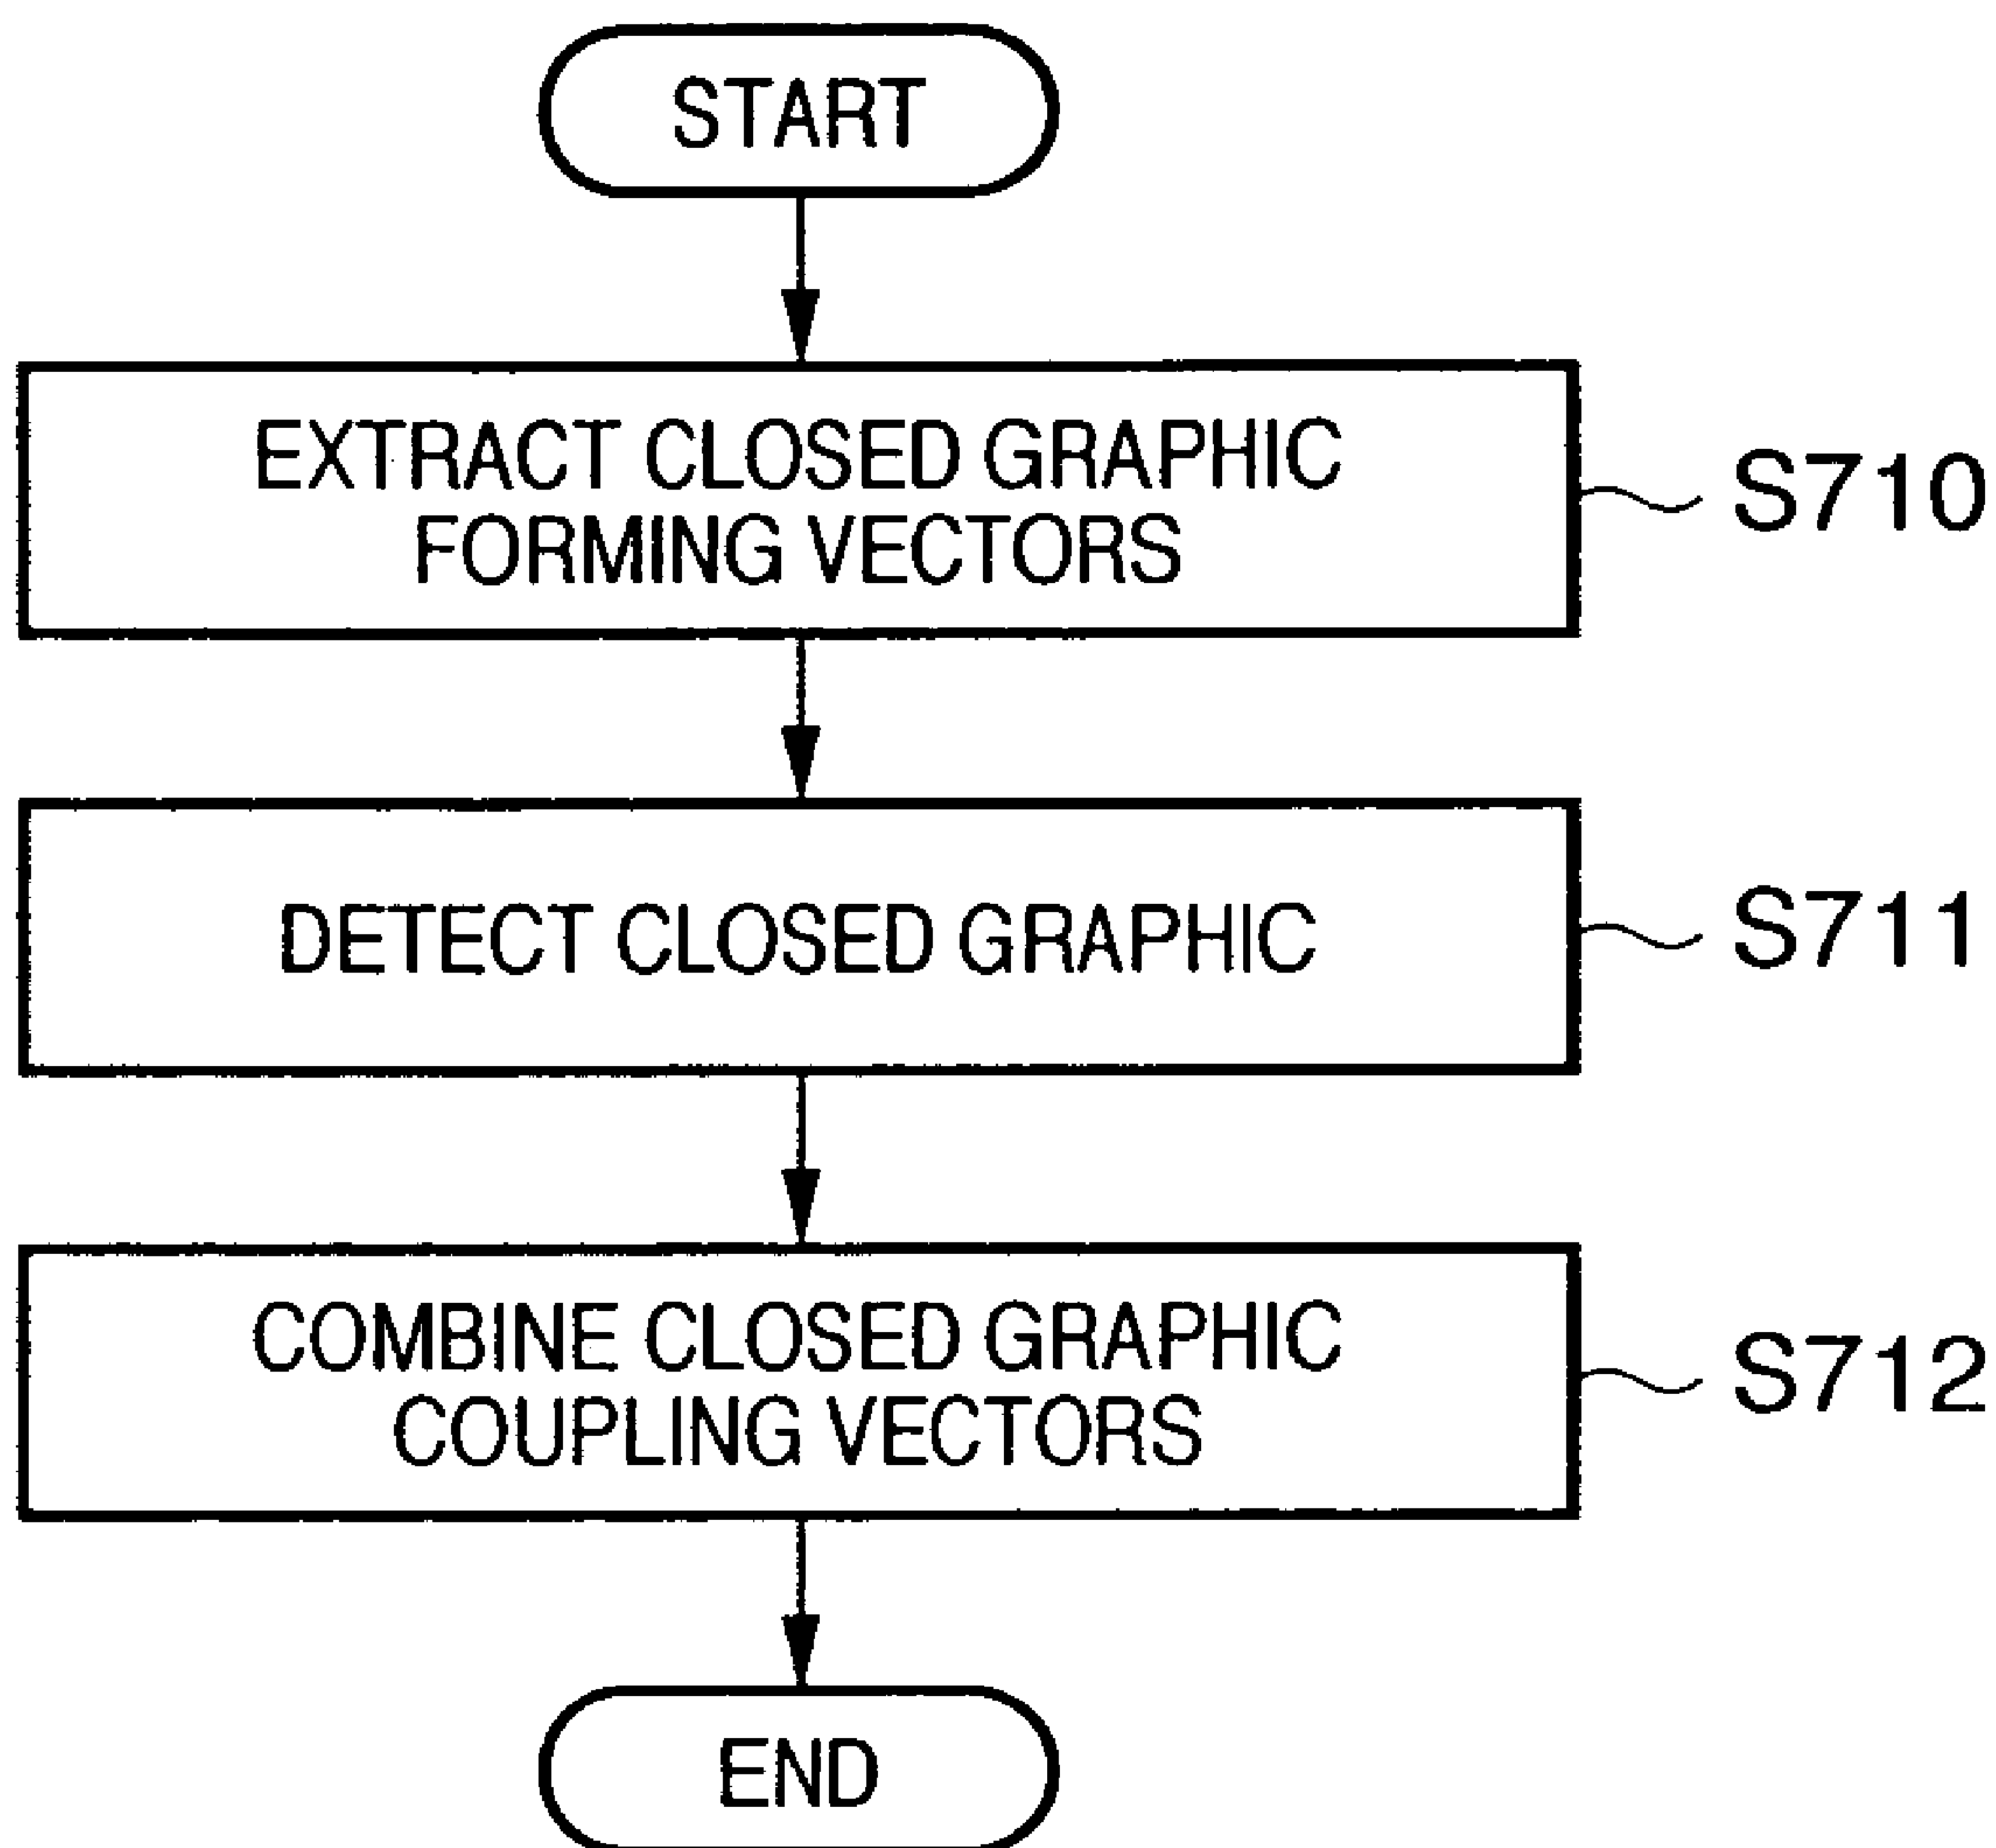 START
EXTRACT CLOSED GRAPHIC
FORMING VECTORS
S710
DETECT CLOSED GRAPHIC
S711
COMBINE CLOSED GRAPHIC
COUPLING VECTORS
S712
END